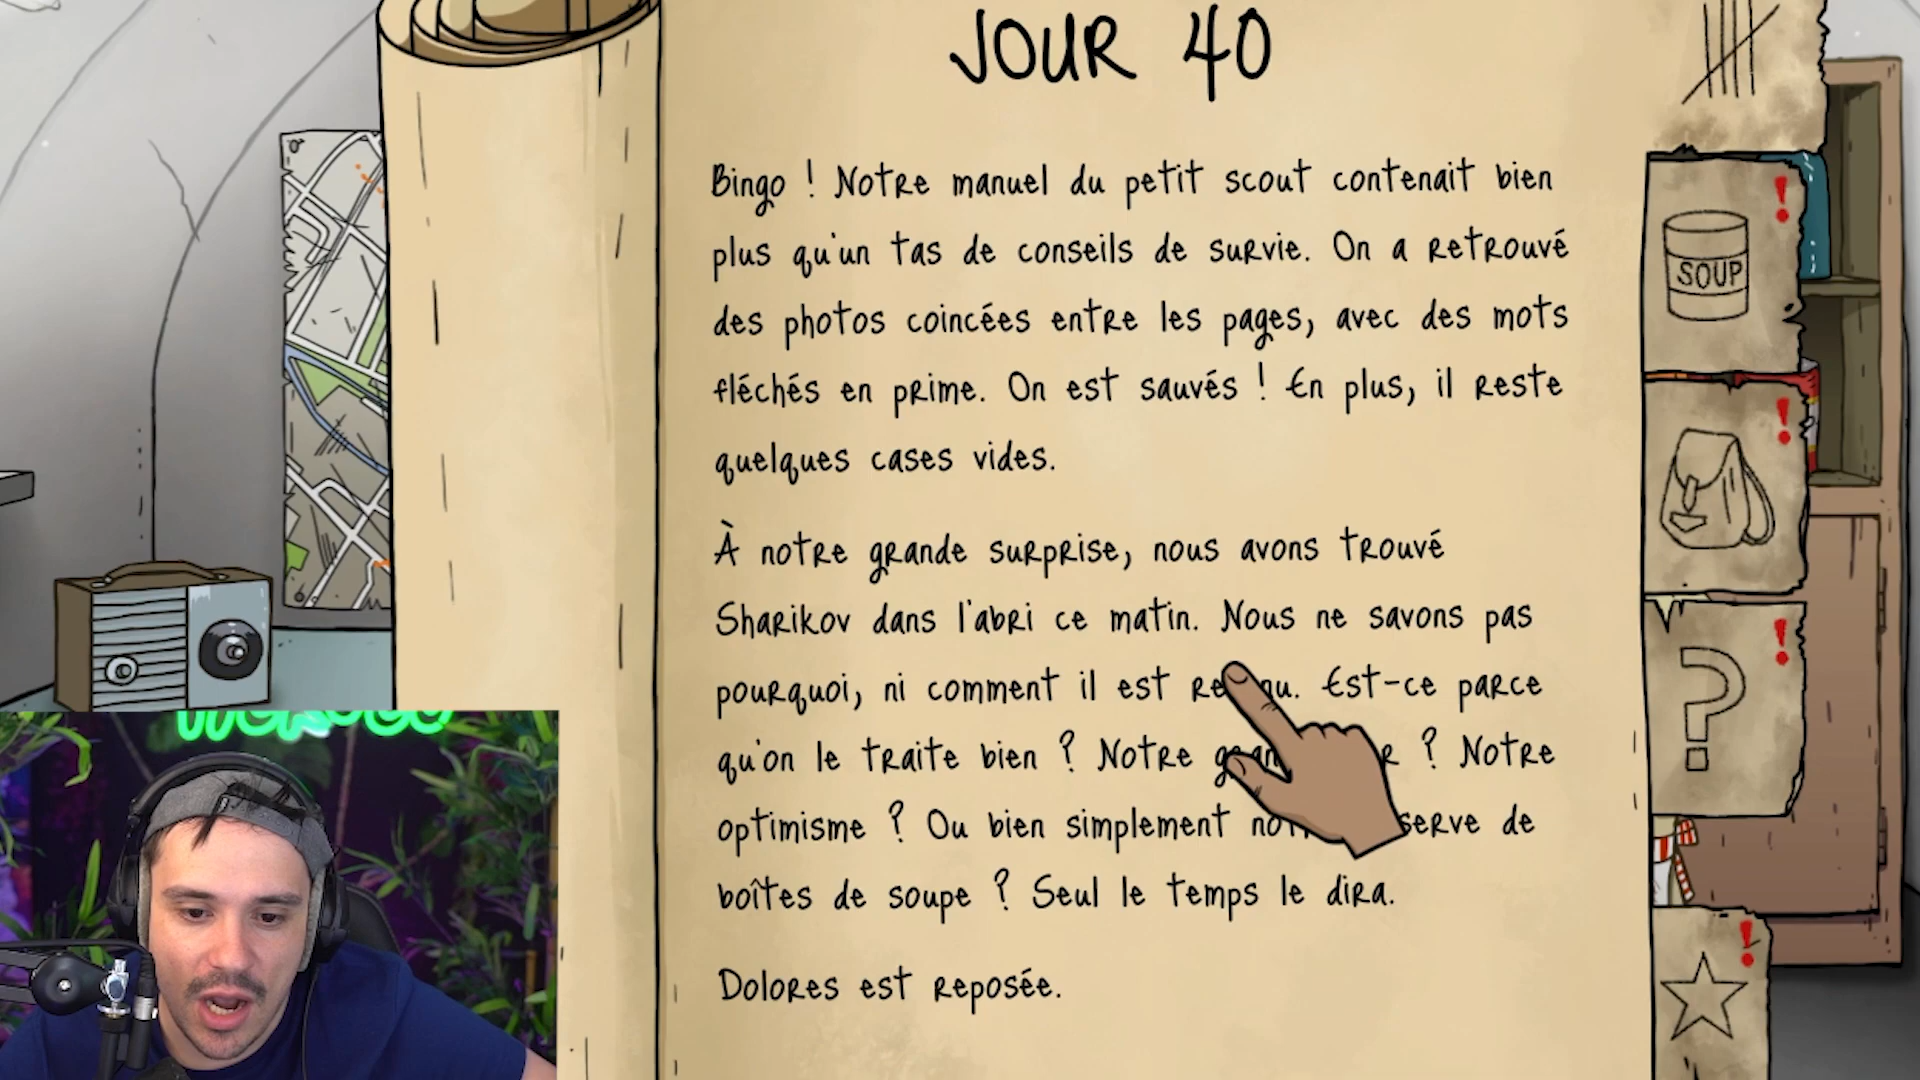 JOUR 40
Bingo ! Notre manuel du petit scout contenait bien
plus qu'un tas de conseils de survie. On a retrouvé
des photos coincées entre les pages, avec des mots
fléchés en prime. On est sauvés ! En plus, il reste
quelques cases vides.
À notre grande surprise, nous avons trouvé
Sharikov dans l'abri ce matin. Nous ne savons pas
pourquoi, ni comment il est Est-ce parce
qu'on le traite bien ? Notre ? Notre
optimisme ? Ou bien simplement de
boîtes de soupe ? Seul le temps le dira.
Dolores est reposée.
SOUP
!
!
?
!
!